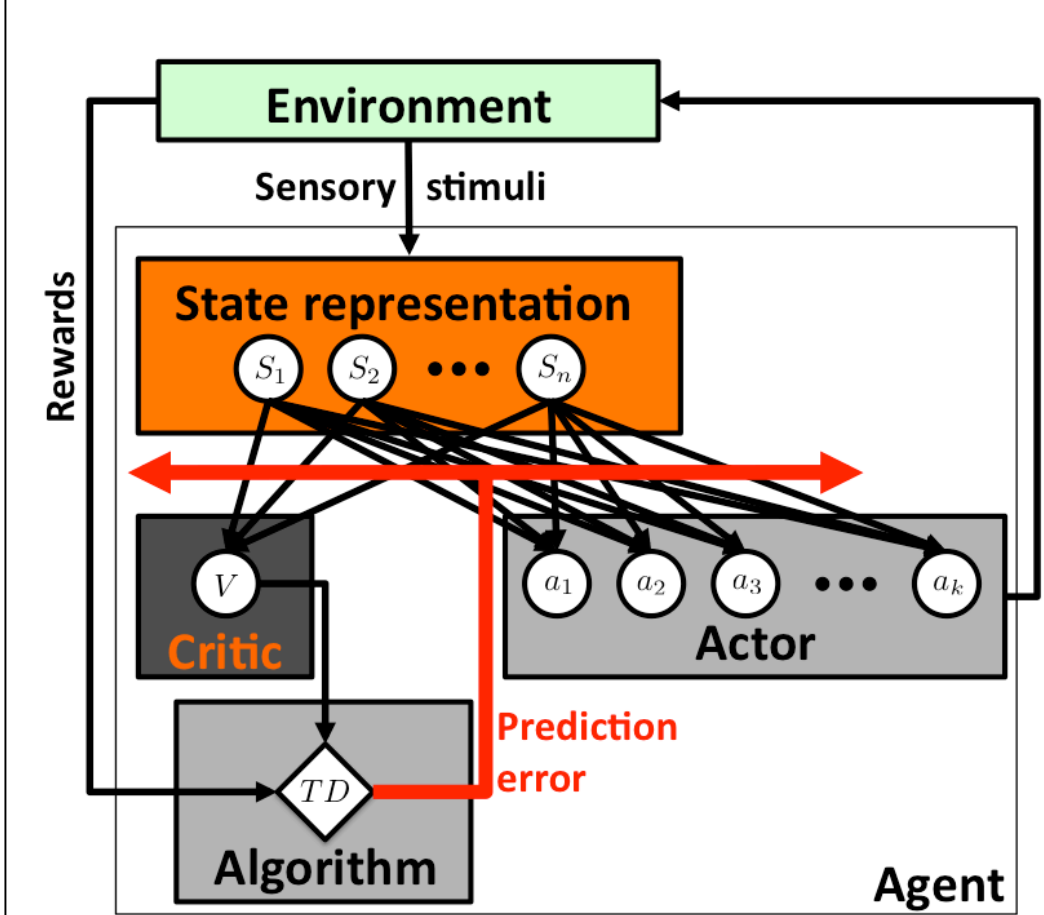 Environment
Sensory stimuli
Rewards
State representation
S₁ S₂ ••• Sₙ
V
Critic
a₁ a₂ a₃ ••• aₖ
Actor
Prediction
error
TD
Algorithm
Agent